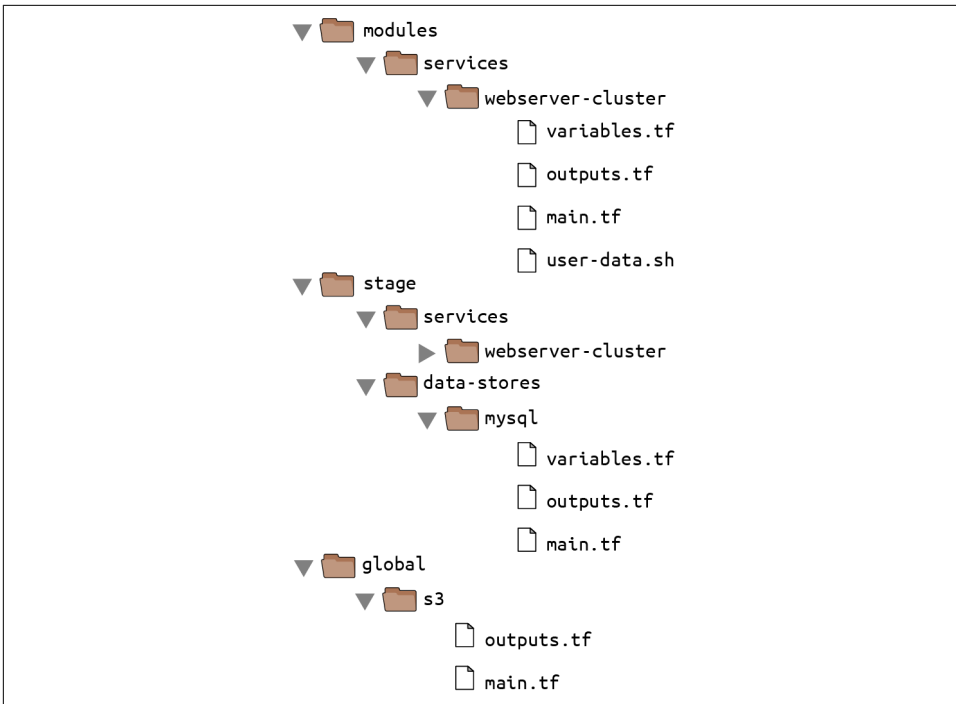 modules
services
webserver-cluster
variables.tf
outputs.tf
main.tf
user-data.sh
stage
services
webserver-cluster
data-stores
mysql
variables.tf
outputs.tf
main.tf
global
s3
outputs.tf
main.tf